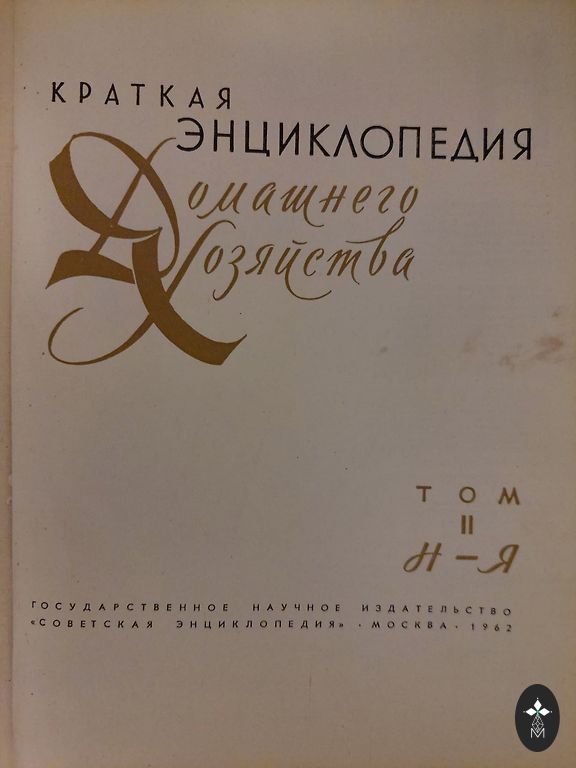 КРАТКАЯ
ЭНЦИКЛОПЕДИЯ
Домашнего
Хозяйства
ТОМ
II
Н—Я
ГОСУДАРСТВЕННОЕ НАУЧНОЕ ИЗДАТЕЛЬСТВО
«СОВЕТСКАЯ ЭНЦИКЛОПЕДИЯ» · МОСКВА · 1962
М